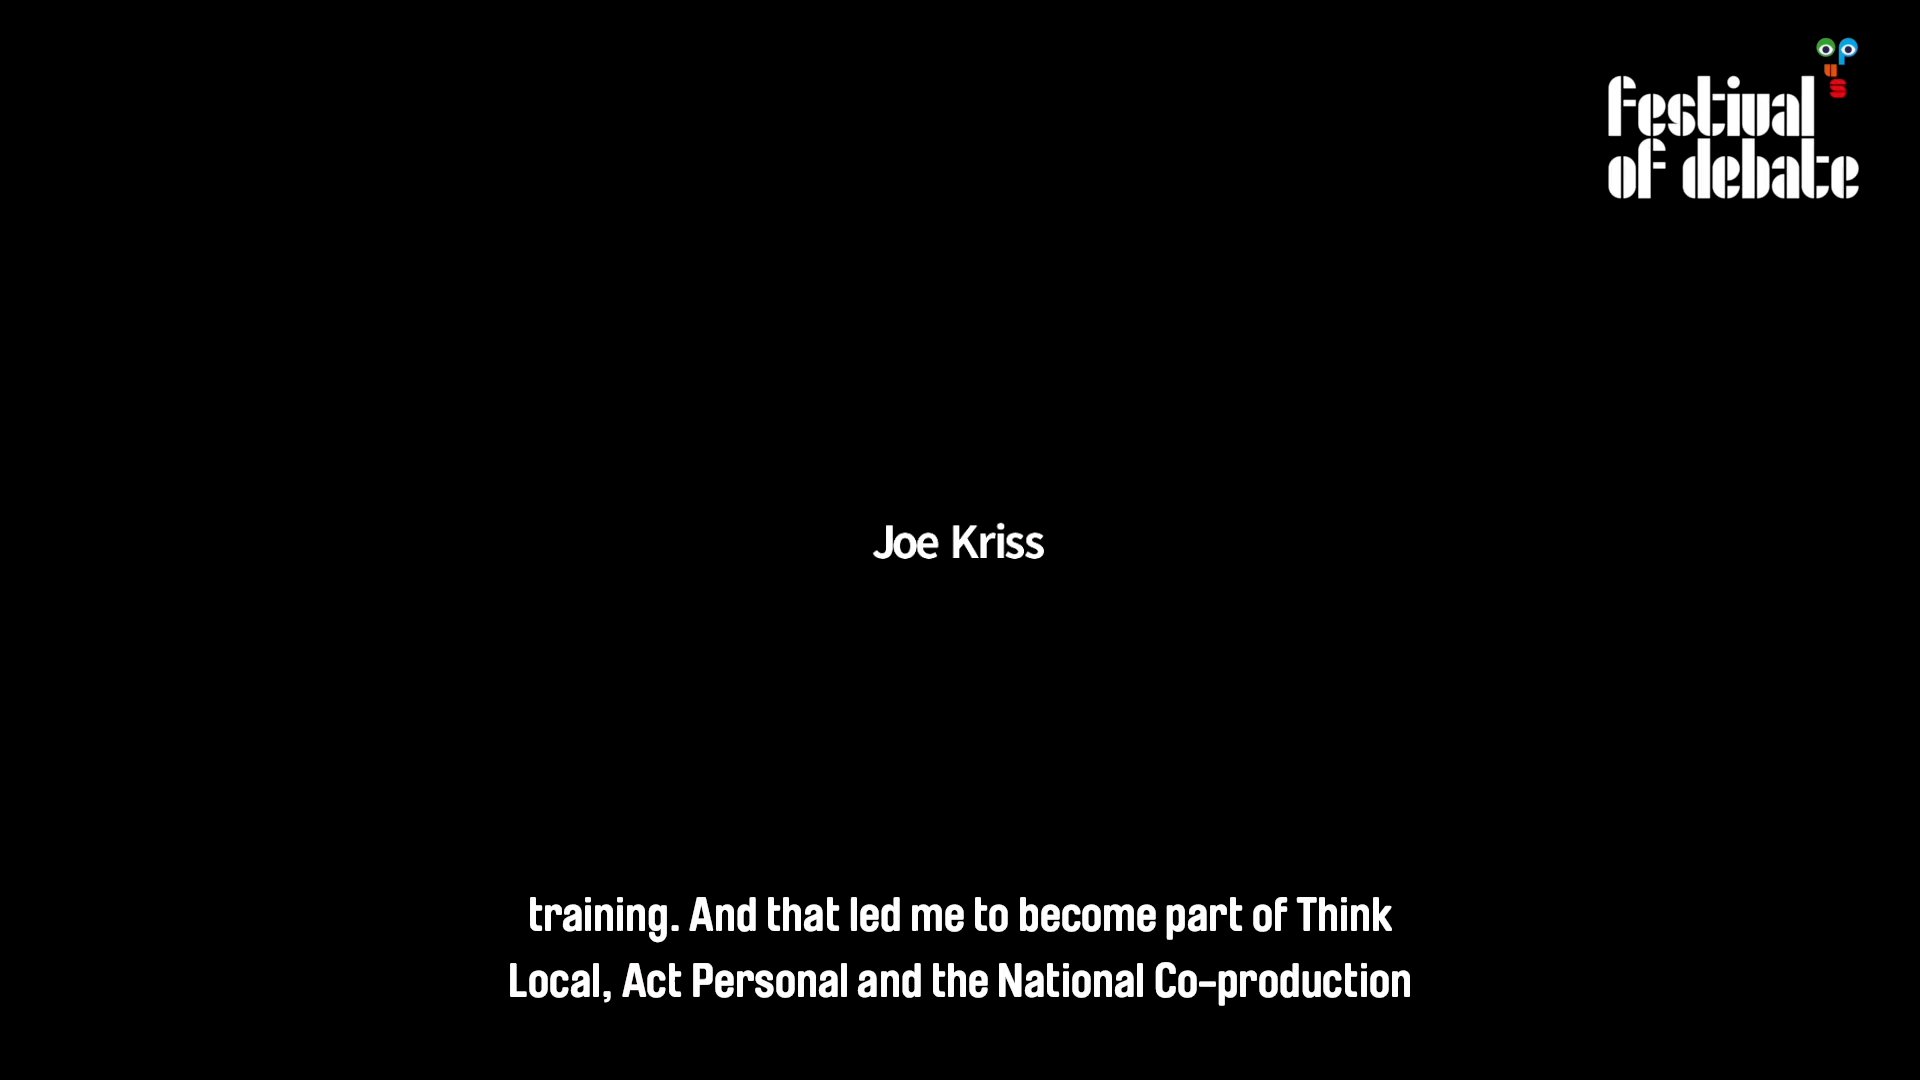 opus
festival
of debate
Joe Kriss
training. And that led me to become part of Think
Local, Act Personal and the National Co-production